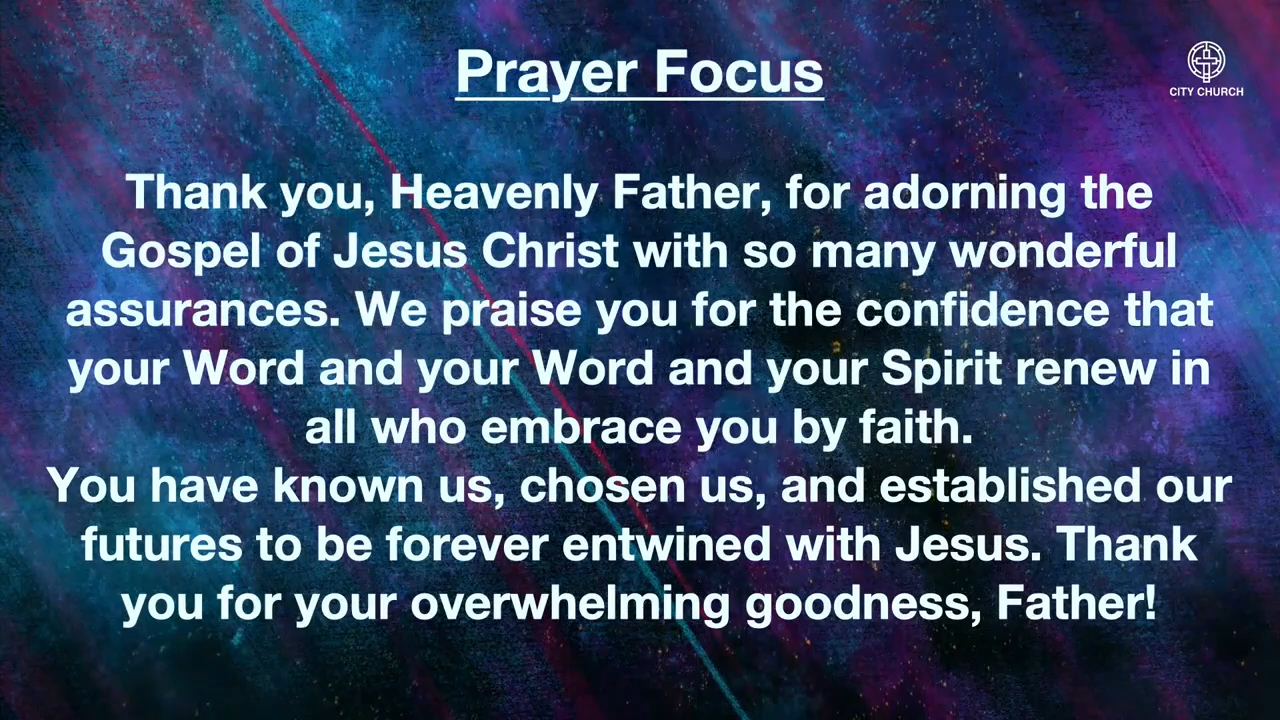 Prayer Focus
CITY CHURCH
Thank you, Heavenly Father, for adorning the
Gospel of Jesus Christ with so many wonderful
assurances. We praise you for the confidence that
your Word and your Word and your Spirit renew in
all who embrace you by faith.
You have known us, chosen us, and established our
futures to be forever entwined with Jesus. Thank
you for your overwhelming goodness, Father!